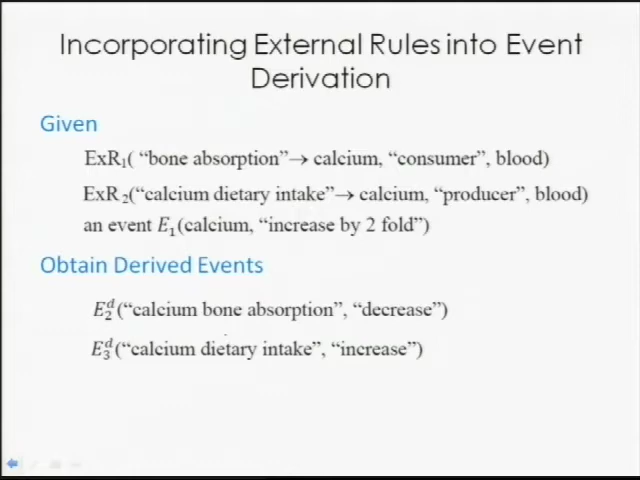 Incorporating External Rules into Event
Derivation
Given
ExR₁( “bone absorption”→ calcium, “consumer”, blood)
ExR ₂(“calcium dietary intake”→ calcium, “producer”, blood)
an event E₁(calcium, “increase by 2 fold”)
Obtain Derived Events
E₂ᵈ(“calcium bone absorption”, “decrease”)
E₃ᵈ(“calcium dietary intake”, “increase”)